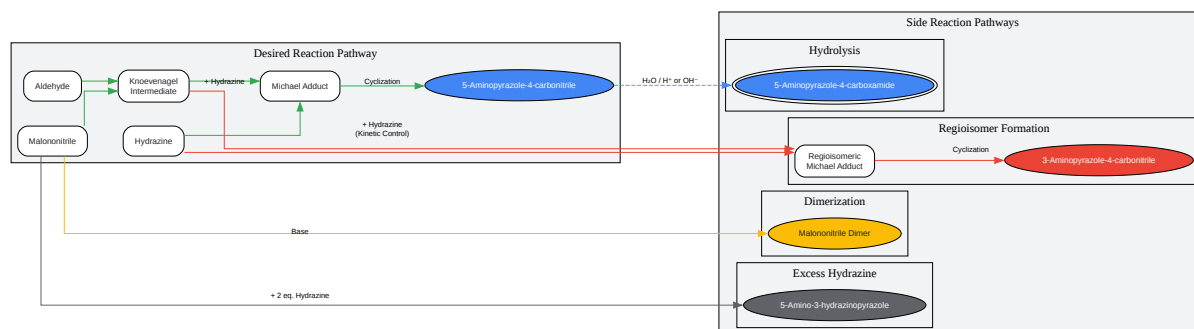 Side Reaction Pathways
Desired Reaction Pathway
Hydrolysis
Aldehyde
Knoevenagel
Intermediate
+ Hydrazine
Michael Adduct
Cyclization
5-Aminopyrazole-4-carbonitrile
H₂O / H⁺ or OH⁻
5-Aminopyrazole-4-carboxamide
Malononitrile
Hydrazine
+ Hydrazine
(Kinetic Control)
Regioisomer Formation
Regioisomeric
Michael Adduct
Cyclization
3-Aminopyrazole-4-carbonitrile
Dimerization
Base
Malononitrile Dimer
Excess Hydrazine
+ 2 eq. Hydrazine
5-Amino-3-hydrazinopyrazole